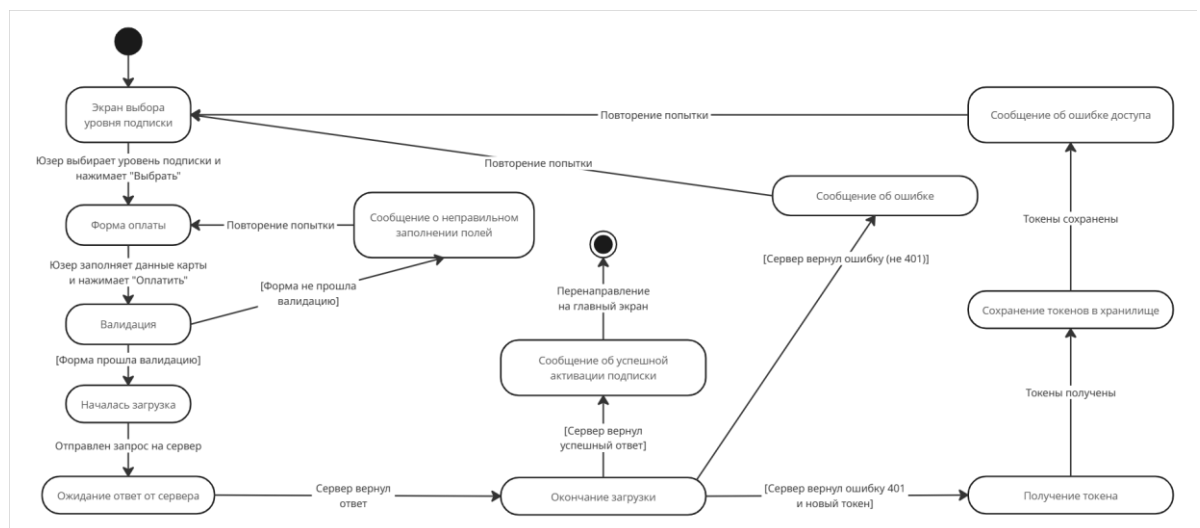 Экран выбора
уровня подписки
Повторение попытки
Сообщение об ошибке доступа
Юзер выбирает уровень подписки и
нажимает "Выбрать"
Повторение попытки
Сообщение об ошибке
Форма оплаты
Повторение попытки
Сообщение о неправильном
заполнении полей
Токены сохранены
Юзер заполняет данные карты
и нажимает "Оплатить"
[Форма не прошла
валидацию]
Перенаправление
на главный экран
[Сервер вернул ошибку (не 401)]
Валидация
Сохранение токенов в хранилище
[Форма прошла валидацию]
Сообщение об успешной
активации подписки
Началась загрузка
Токены получены
Отправлен запрос на сервер
[Сервер вернул
успешный ответ]
Ожидание ответ от сервера
Сервер вернул
ответ
Окончание загрузки
[Сервер вернул ошибку 401
и новый токен]
Получение токена